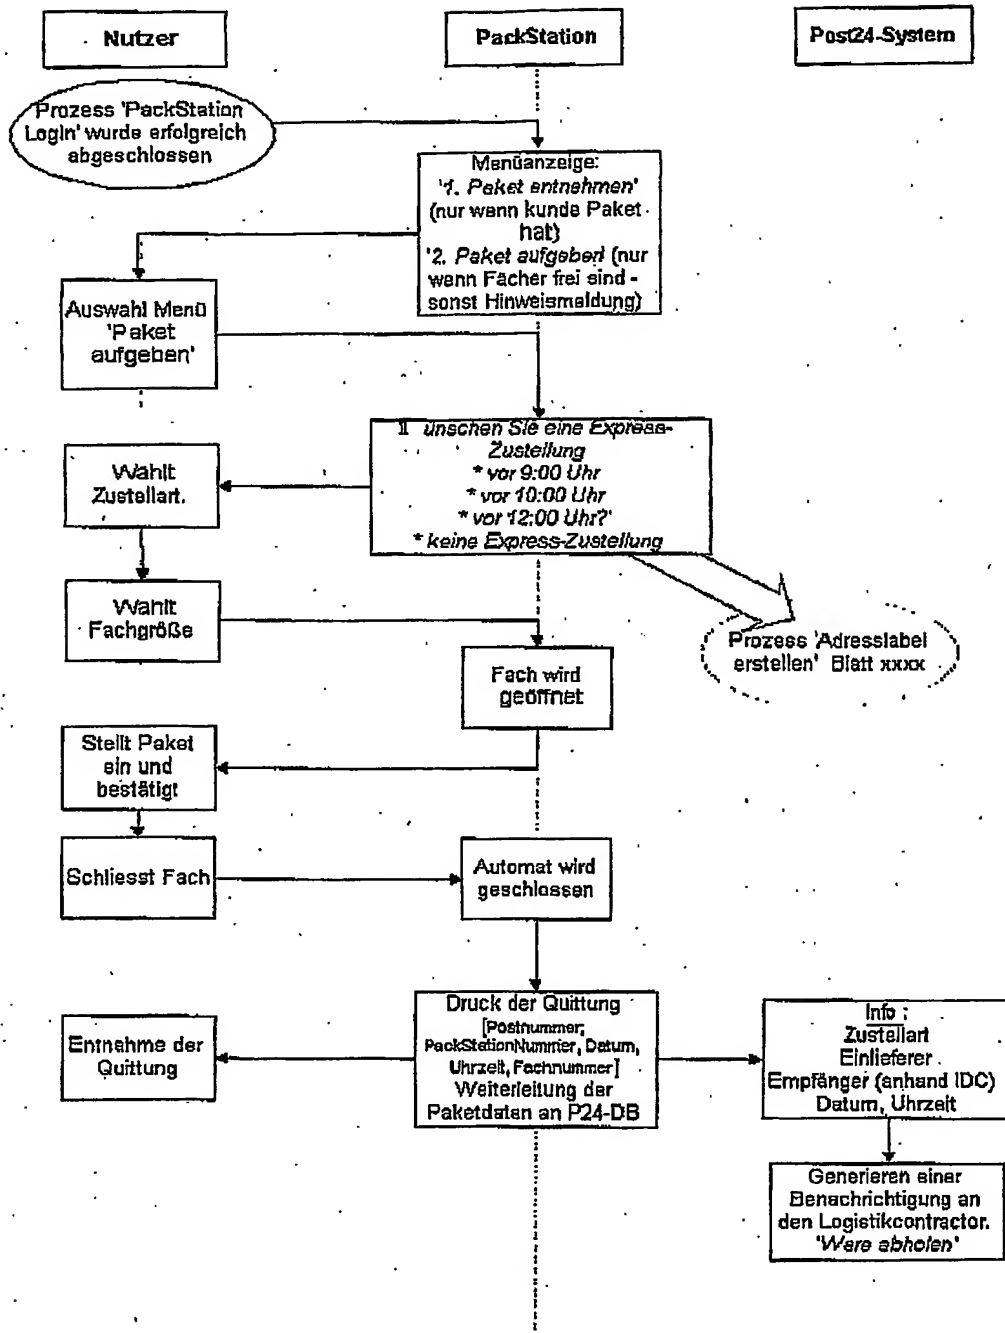 Nutzer
PackStation
Post24-System
Prozess 'PackStation
LogIn' wurde erfolgreich
abgeschlossen
Menüanzeige:
'1. Paket entnehmen'
(nur wenn kunde Paket
hat)
'2. Paket aufgeben' (nur
wenn Fächer frei sind -
sonst Hinweismeldung)
Auswahl Menü
'Paket
aufgeben'
ünschen Sie eine Express-
Zustellung
* vor 9:00 Uhr
* vor 10:00 Uhr
* vor 12:00 Uhr?'
* keine Express-Zustellung
Wählt
Zustellart.
Wählt
Fachgröße
Prozess 'Adresslabel
erstellen' Blatt xxxx
Fach wird
geöffnet
Stellt Paket
ein und
bestätigt
Schliesst Fach
Automat wird
geschlossen
Druck der Quittung
[Postnummer,
PackStationNummer, Datum,
Uhrzeit, Fachnummer]
Weiterleitung der
Paketdaten an P24-DB
Entnahme der
Quittung
Info :
Zustellart
Einlieferer
Empfänger (anhand IDC)
Datum, Uhrzeit
Generieren einer
Benachrichtigung an
den Logistikcontractor.
'Ware abholen'